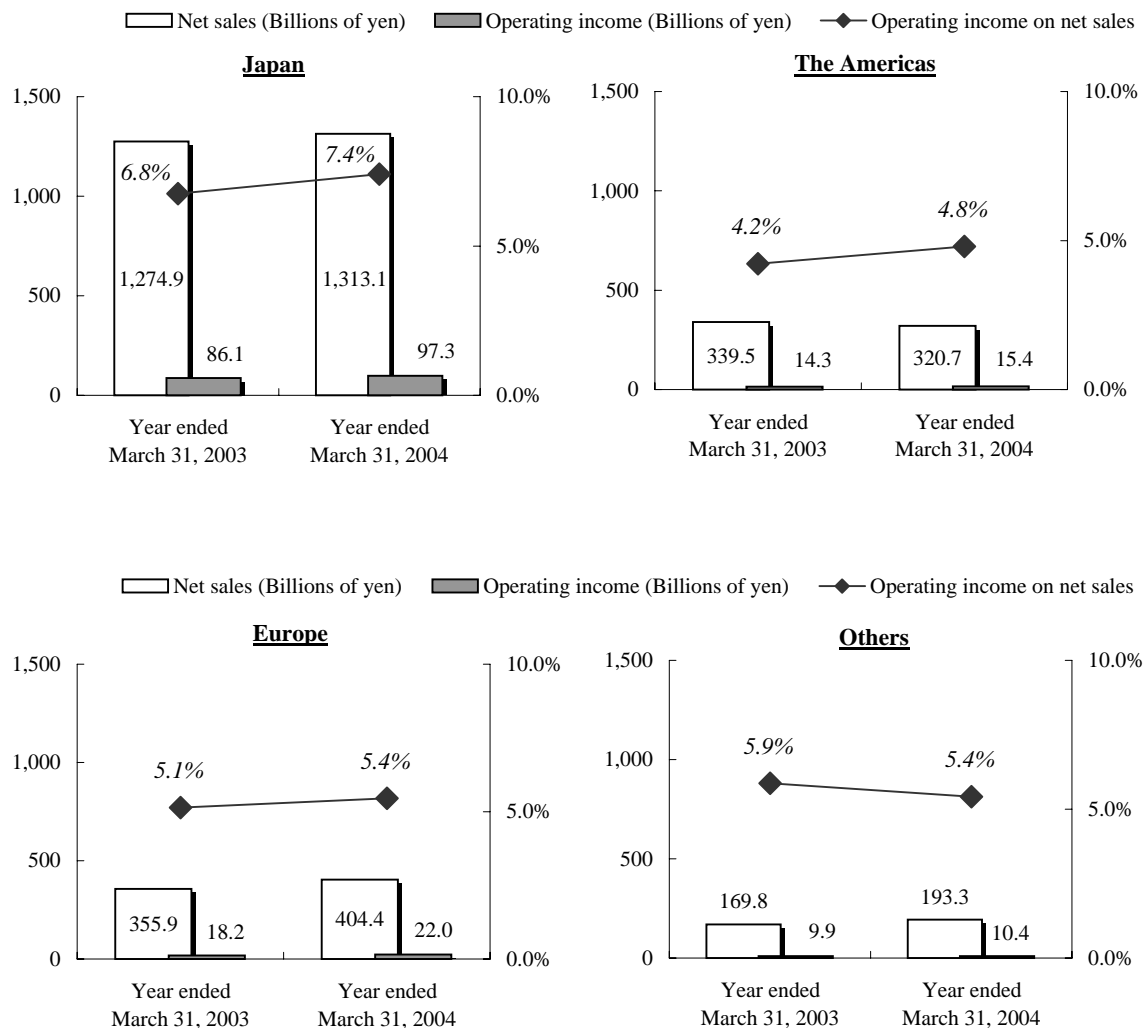 Net sales (Billions of yen) Operating income (Billions of yen) Operating income on net sales
Japan
1,500
1,000
500
0
10.0%
5.0%
0.0%
6.8%
7.4%
1,274.9
1,313.1
86.1
97.3
Year ended
March 31, 2003
Year ended
March 31, 2004
The Americas
1,500
1,000
500
0
10.0%
5.0%
0.0%
4.2%
4.8%
339.5
14.3
320.7
15.4
Year ended
March 31, 2003
Year ended
March 31, 2004
Net sales (Billions of yen) Operating income (Billions of yen) Operating income on net sales
Europe
1,500
1,000
500
0
10.0%
5.0%
0.0%
5.1%
5.4%
355.9
18.2
404.4
22.0
Year ended
March 31, 2003
Year ended
March 31, 2004
Others
1,500
1,000
500
0
10.0%
5.0%
0.0%
5.9%
5.4%
169.8
9.9
193.3
10.4
Year ended
March 31, 2003
Year ended
March 31, 2004